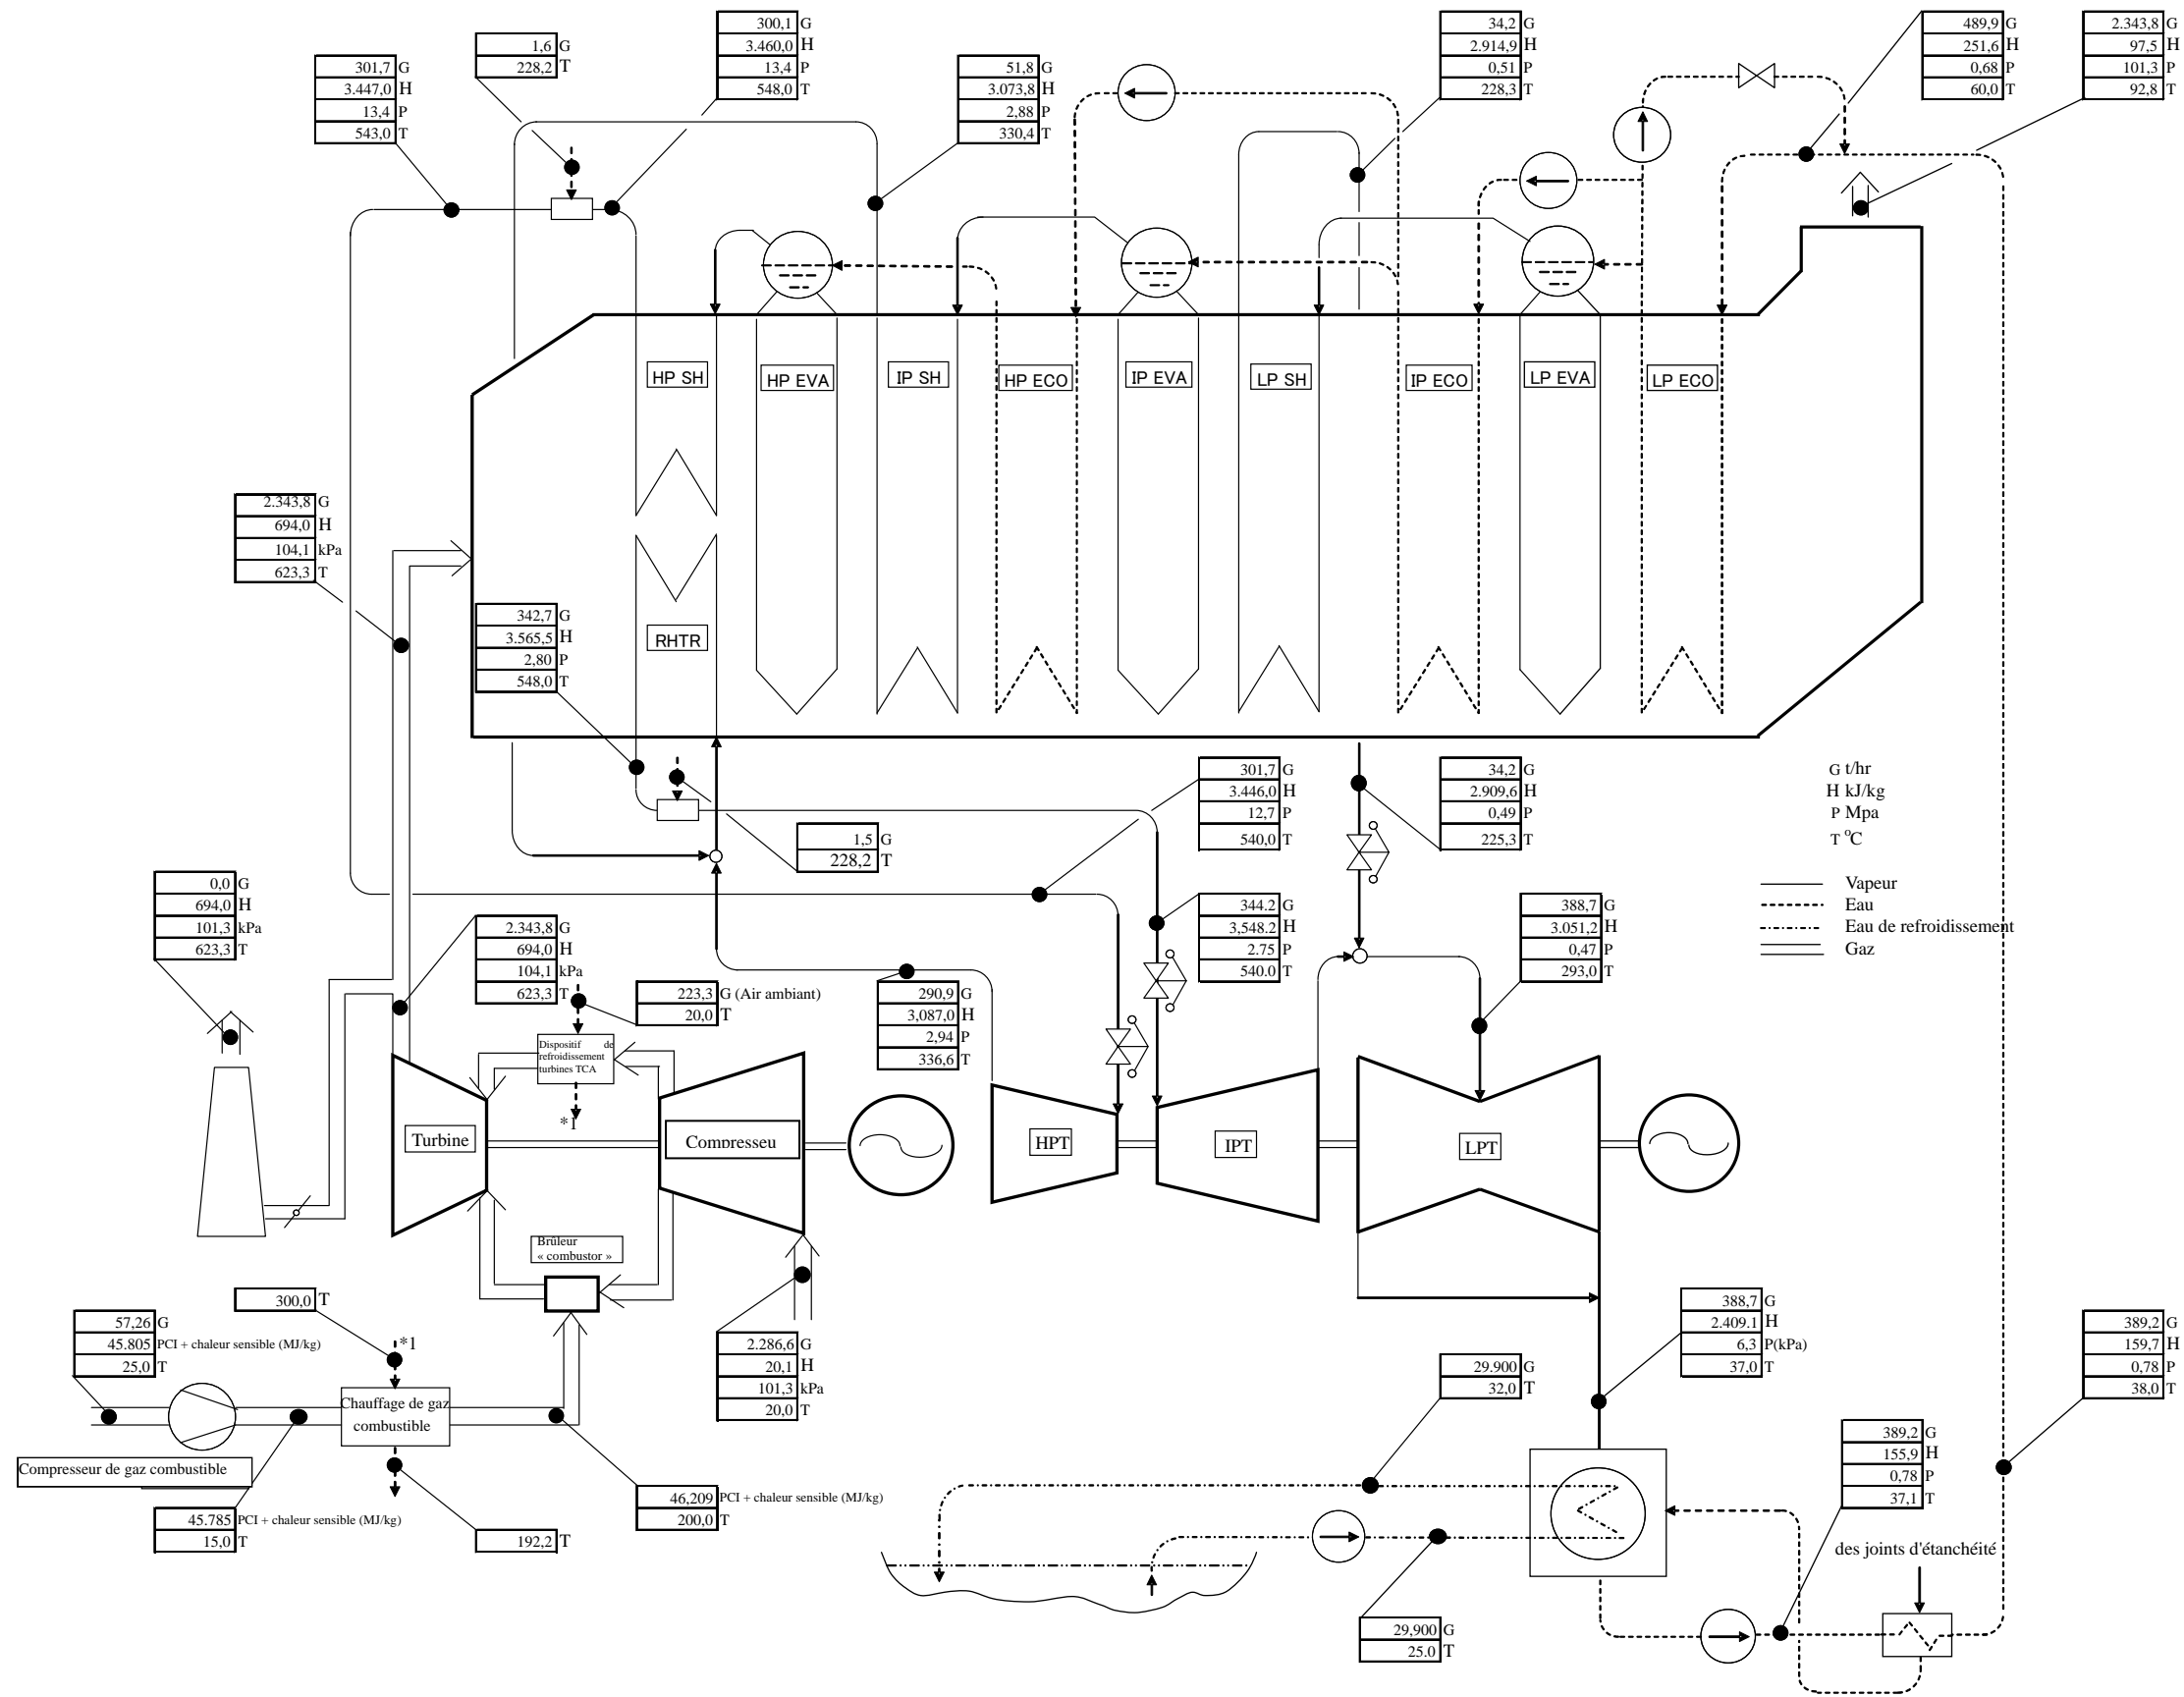 300,1 G
3.460,0 H
13,4 P
548,0 T
34,2 G
2.914,9 H
0,51 P
228,3 T
489,9 G
251,6 H
0,68 P
60,0 T
2.343,8 G
97,5 H
101,3 P
92,8 T
1,6 G
228,2 T
301,7 G
3.447,0 H
13,4 P
543,0 T
51,8 G
3.073,8 H
2,88 P
330,4 T
HP SH
HP EVA
IP SH
HP ECO
IP EVA
LP SH
IP ECO
LP EVA
LP ECO
2.343,8 G
694,0 H
104,1 kPa
623,3 T
342,7 G
3.565,5 H
2,80 P
548,0 T
RHTR
301,7 G
3.446,0 H
12,7 P
540,0 T
34,2 G
2.909,6 H
0,49 P
225,3 T
G t/hr
H kJ/kg
P Mpa
T °C
1,5 G
228,2 T
Vapeur
Eau
Eau de refroidissement
Gaz
0,0 G
694,0 H
101,3 kPa
623,3 T
344.2 G
3,548.2 H
2.75 P
540.0 T
388,7 G
3.051,2 H
0,47 P
293,0 T
2.343,8 G
694,0 H
104,1 kPa
623,3 T
223,3 G (Air ambiant)
20,0 T
290,9 G
3,087,0 H
2,94 P
336,6 T
Dispositif de
refroidissement
turbines TCA
*1
Turbine
Compresseu
HPT
IPT
LPT
Brûleur
« combustor »
300,0 T
*1
57,26 G
45.805 PCI + chaleur sensible (MJ/kg)
25,0 T
2.286,6 G
20,1 H
101,3 kPa
20,0 T
388,7 G
2.409.1 H
6,3 P(kPa)
37,0 T
389,2 G
159,7 H
0,78 P
38,0 T
29.900 G
32,0 T
Chauffage de gaz
combustible
Compresseur de gaz combustible
389,2 G
155,9 H
0,78 P
37,1 T
46,209 PCI + chaleur sensible (MJ/kg)
200,0 T
45.785 PCI + chaleur sensible (MJ/kg)
15,0 T
192,2 T
des joints d'étanchéité
29,900 G
25.0 T